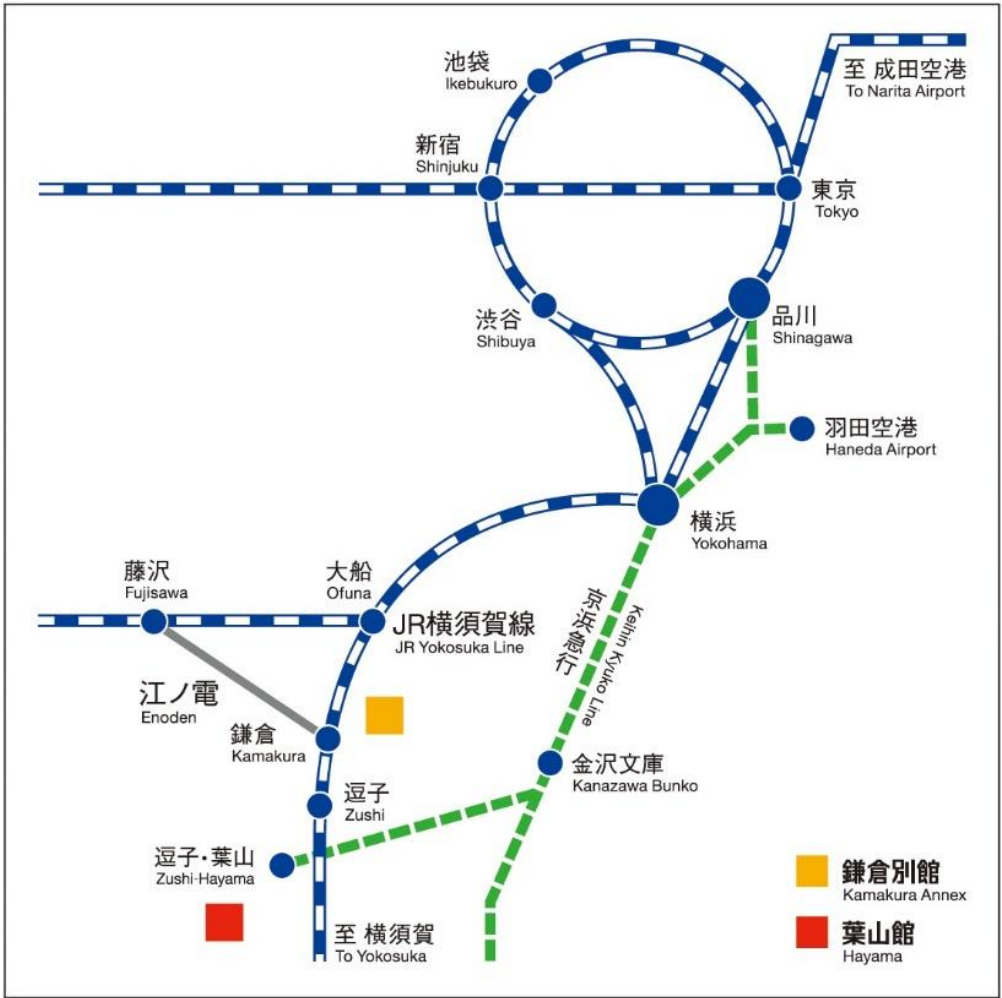 池袋
Ikebukuro
至 成田空港
To Narita Airport
新宿
Shinjuku
東京
Tokyo
渋谷
Shibuya
品川
Shinagawa
羽田空港
Haneda Airport
横浜
Yokohama
藤沢
Fujisawa
大船
Ofuna
JR横須賀線
JR Yokosuka Line
京浜急行
Keihin Kyuko Line
江ノ電
Enoden
鎌倉
Kamakura
金沢文庫
Kanazawa Bunko
逗子
Zushi
逗子・葉山
Zushi-Hayama
至 横須賀
To Yokosuka
鎌倉別館
Kamakura Annex
葉山館
Hayama